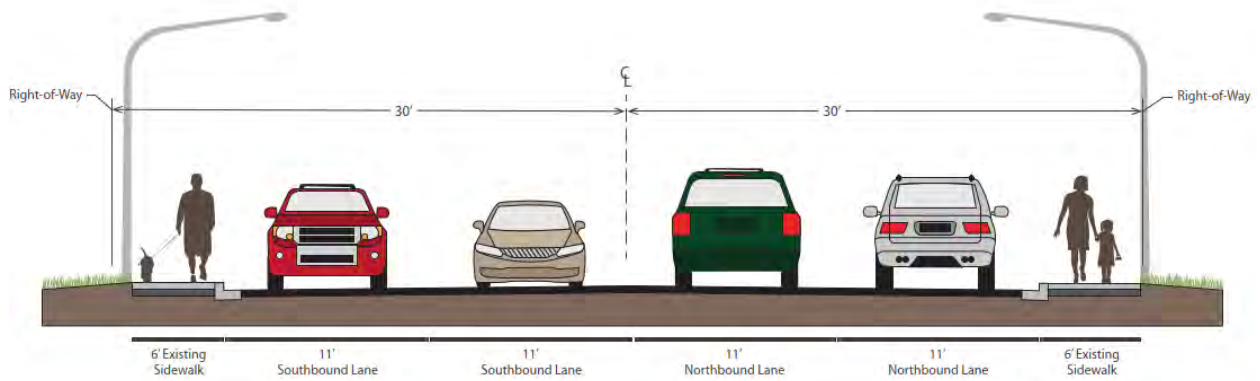 ℄
Right-of-Way
30'
30'
Right-of-Way
6' Existing
Sidewalk
11'
Southbound Lane
11'
Southbound Lane
11'
Northbound Lane
11'
Northbound Lane
6' Existing
Sidewalk